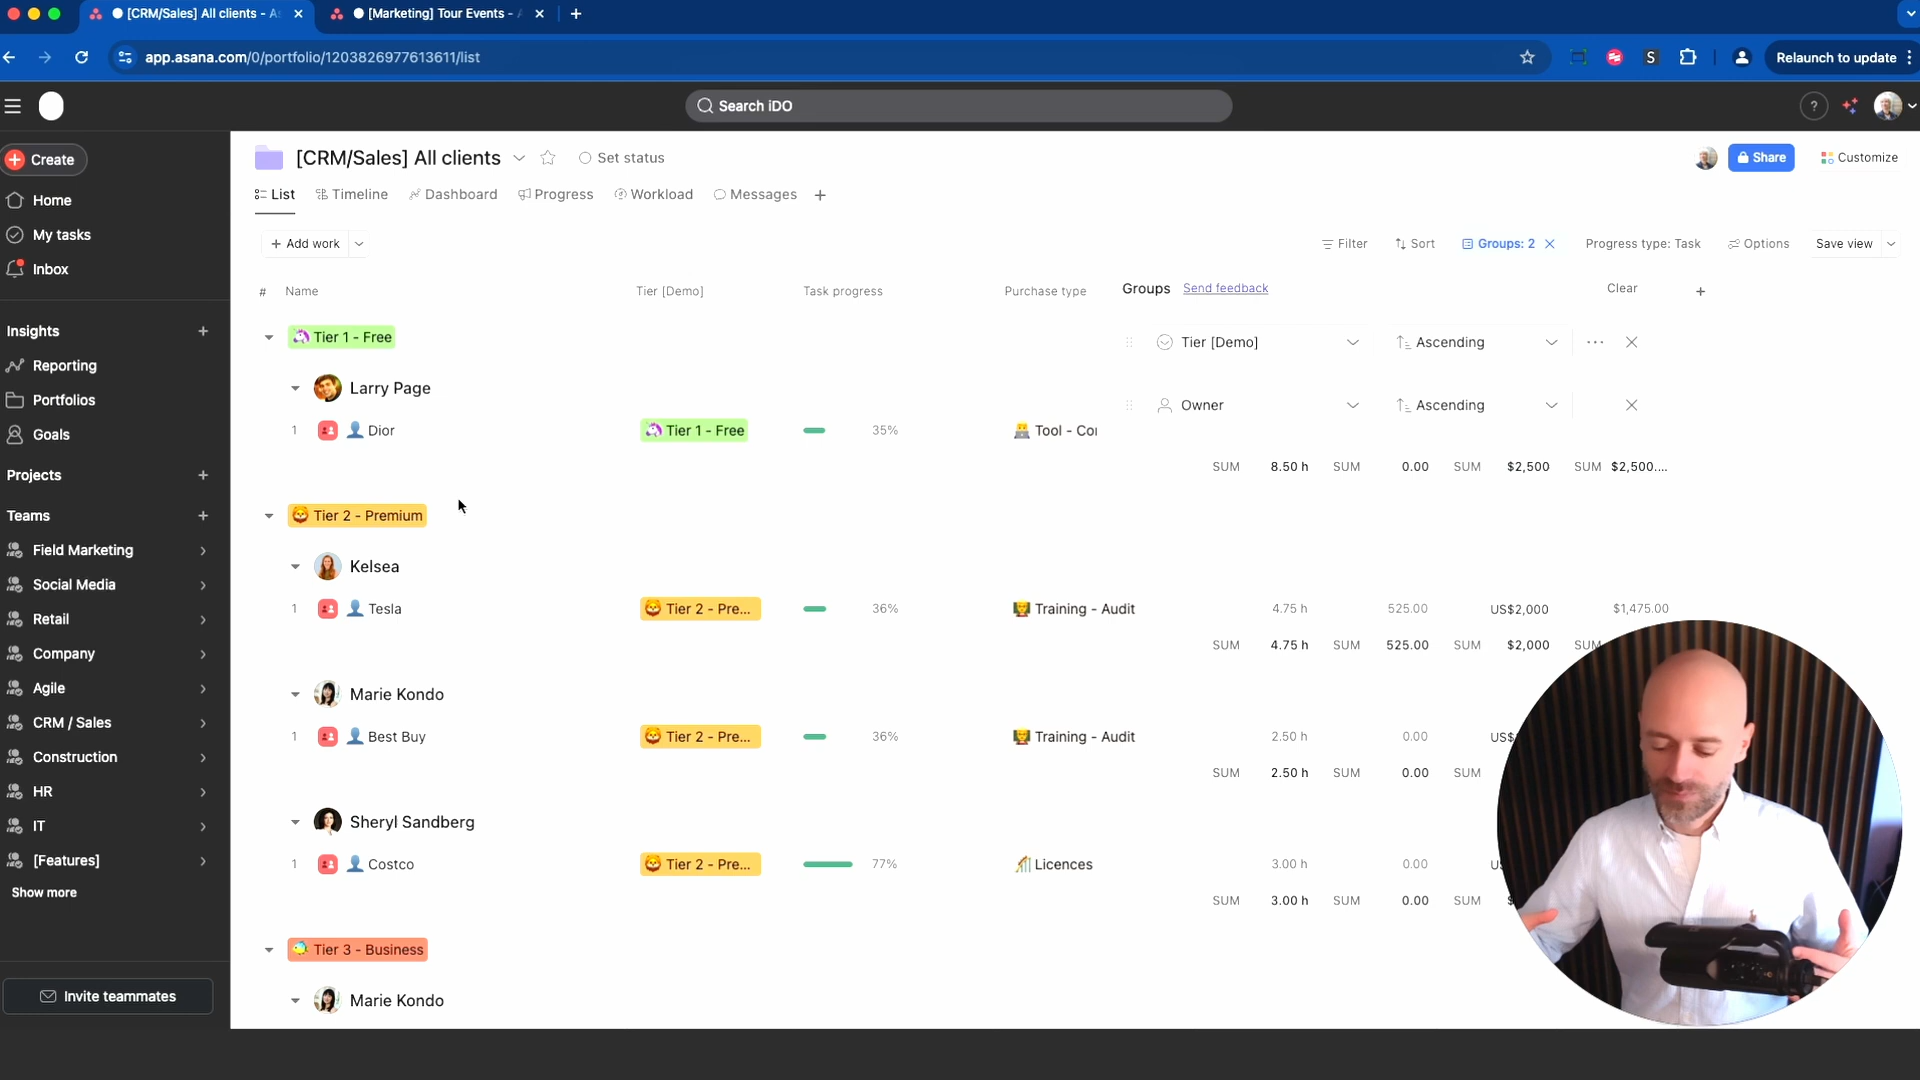 [CRM/Sales] All clients - As
[Marketing] Tour Events -
app.asana.com/0/portfolio/1203826977613611/list
S
Relaunch to update
Search iDO
?
Create
Home
My tasks
Inbox
Insights
Reporting
Portfolios
Goals
Projects
Teams
Field Marketing
Social Media
Retail
Company
Agile
CRM / Sales
Construction
HR
IT
[Features]
Show more
Invite teammates
[CRM/Sales] All clients
Set status
Share
Customize
List
Timeline
Dashboard
Progress
Workload
Messages
+ Add work
Filter
Sort
Groups: 2
Progress type: Task
Options
Save view
# Name Tier [Demo] Task progress Purchase type
Groups Send feedback Clear
Tier [Demo] Ascending
Owner Ascending
Tier 1 - Free
Larry Page
1 Dior Tier 1 - Free 35% Tool - Co
SUM 8.50 h SUM 0.00 SUM $2,500 SUM $2,500....
Tier 2 - Premium
Kelsea
1 Tesla Tier 2 - Pre... 36% Training - Audit 4.75 h 525.00 US$2,000 $1,475.00
SUM 4.75 h SUM 525.00 SUM $2,000 SUM
Marie Kondo
1 Best Buy Tier 2 - Pre... 36% Training - Audit 2.50 h 0.00 US$
SUM 2.50 h SUM 0.00 SUM
Sheryl Sandberg
1 Costco Tier 2 - Pre... 77% Licences 3.00 h 0.00
SUM 3.00 h SUM 0.00 SUM
Tier 3 - Business
Marie Kondo